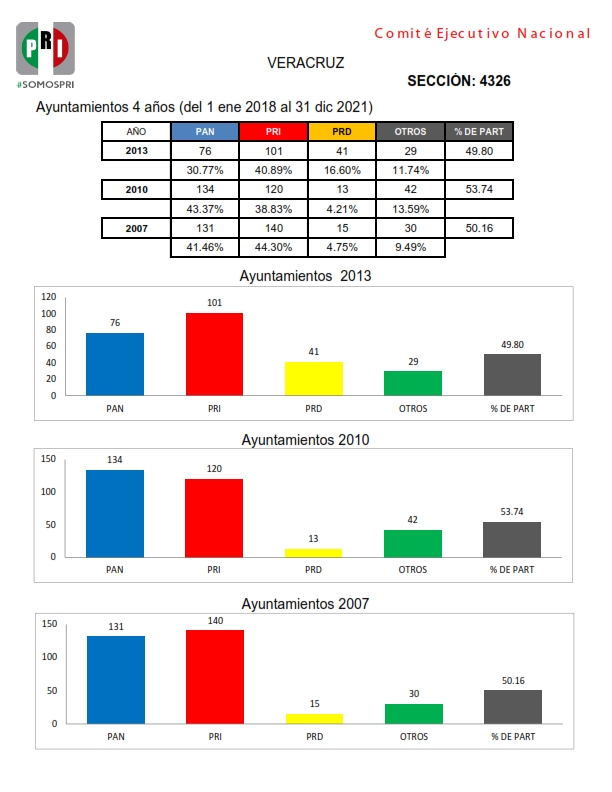 PRI
#SOMOSPRI
Comité Ejecutivo Nacional
VERACRUZ
SECCIÓN: 4326
Ayuntamientos 4 años (del 1 ene 2018 al 31 dic 2021)
AÑO PAN PRI PRD OTROS % DE PART
2013 76 101 41 29 49.80
30.77% 40.89% 16.60% 11.74%
2010 134 120 13 42 53.74
43.37% 38.83% 4.21% 13.59%
2007 131 140 15 30 50.16
41.46% 44.30% 4.75% 9.49%
Ayuntamientos 2013
120
100
80
60
40
20
0
76 101 41 29 49.80
PAN PRI PRD OTROS % DE PART
Ayuntamientos 2010
150
100
50
0
134 120 13 42 53.74
PAN PRI PRD OTROS % DE PART
Ayuntamientos 2007
150
100
50
0
131 140 15 30 50.16
PAN PRI PRD OTROS % DE PART